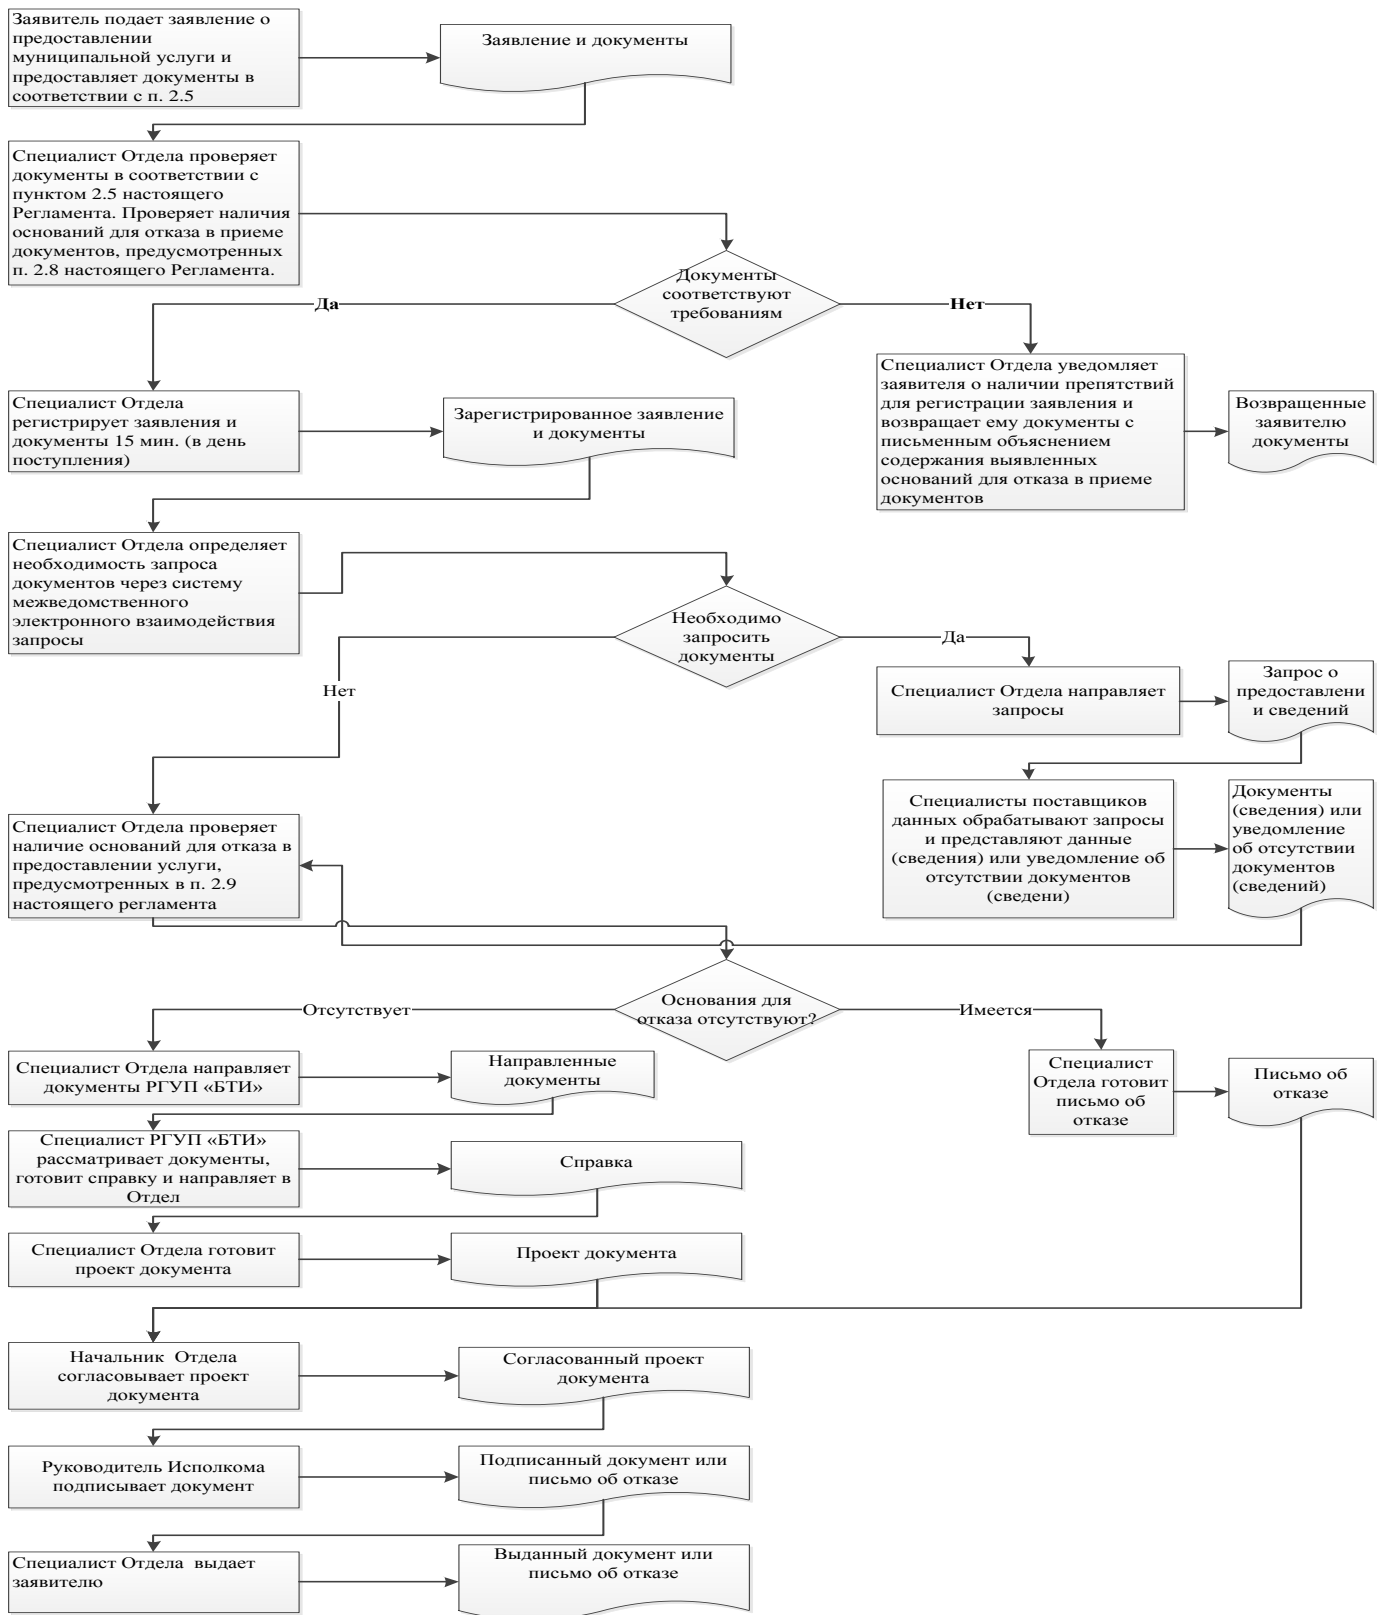 Заявитель подает заявление о
предоставлении
муниципальной услуги и
предоставляет документы в
соответствии с п. 2.5
Заявление и документы
Специалист Отдела проверяет
документы в соответствии с
пунктом 2.5 настоящего
Регламента. Проверяет наличия
оснований для отказа в приеме
документов, предусмотренных
п. 2.8 настоящего Регламента.
Документы
соответствуют
требованиям
Да
Нет
Специалист Отдела уведомляет
заявителя о наличии препятствий
для регистрации заявления и
возвращает ему документы с
письменным объяснением
содержания выявленных
оснований для отказа в приеме
документов
Возвращенные
заявителю
документы
Специалист Отдела
регистрирует заявления и
документы 15 мин. (в день
поступления)
Зарегистрированное заявление
и документы
Специалист Отдела определяет
необходимость запроса
документов через систему
межведомственного
электронного взаимодействия
запросы
Необходимо
запросить
документы
Да
Нет
Специалист Отдела направляет
запросы
Запрос о
предоставлени
и сведений
Специалисты поставщиков
данных обрабатывают запросы
и представляют данные
(сведения) или уведомление об
отсутствии документов
(сведени)
Документы
(сведения) или
уведомление
об отсутствии
документов
(сведений)
Специалист Отдела проверяет
наличие оснований для отказа в
предоставлении услуги,
предусмотренных в п. 2.9
настоящего регламента
Основания для
отказа отсутствуют?
Отсутствует
Имеется
Специалист Отдела направляет
документы РГУП «БТИ»
Направленные
документы
Специалист
Отдела готовит
письмо об
отказе
Письмо об
отказе
Специалист РГУП «БТИ»
рассматривает документы,
готовит справку и направляет в
Отдел
Справка
Специалист Отдела готовит
проект документа
Проект документа
Начальник  Отдела
согласовывает проект
документа
Согласованный проект
документа
Руководитель Исполкома
подписывает документ
Подписанный документ или
письмо об отказе
Специалист Отдела  выдает
заявителю
Выданный документ или
письмо об отказе